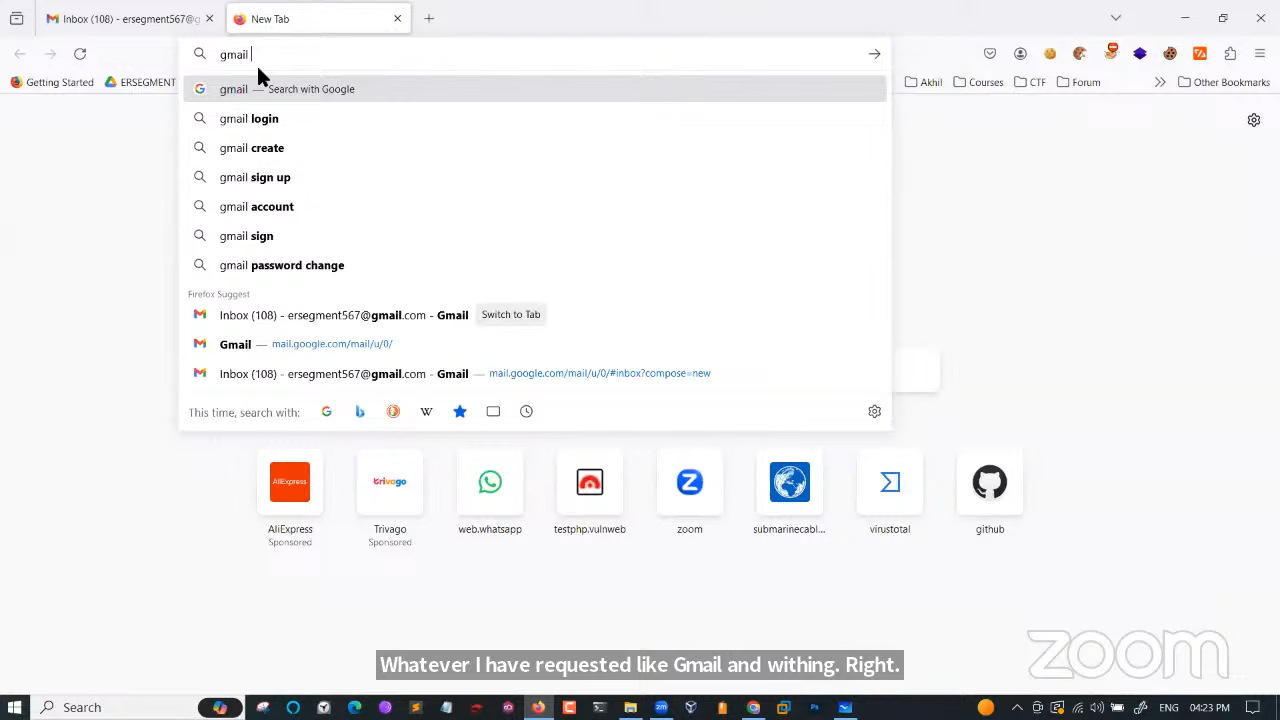 Inbox (108) - ersegment567@g
New Tab
gmail
Getting Started
ERSEGMENT
Akhil
Courses
CTF
Forum
Other Bookmarks
gmail — Search with Google
gmail login
gmail create
gmail sign up
gmail account
gmail sign
gmail password change
Firefox Suggest
Inbox (108) - ersegment567@gmail.com - Gmail Switch to Tab
Gmail — mail.google.com/mail/u/0/
Inbox (108) - ersegment567@gmail.com - Gmail — mail.google.com/mail/u/0/#inbox?compose=new
This time, search with:
AliExpress
trivago
AliExpress
Sponsored
Trivago
Sponsored
web.whatsapp
testphp.vulnweb
zoom
submarinecabl...
virustotal
github
Whatever I have requested like Gmail and withing. Right.
zoom
Search
ENG
04:23 PM